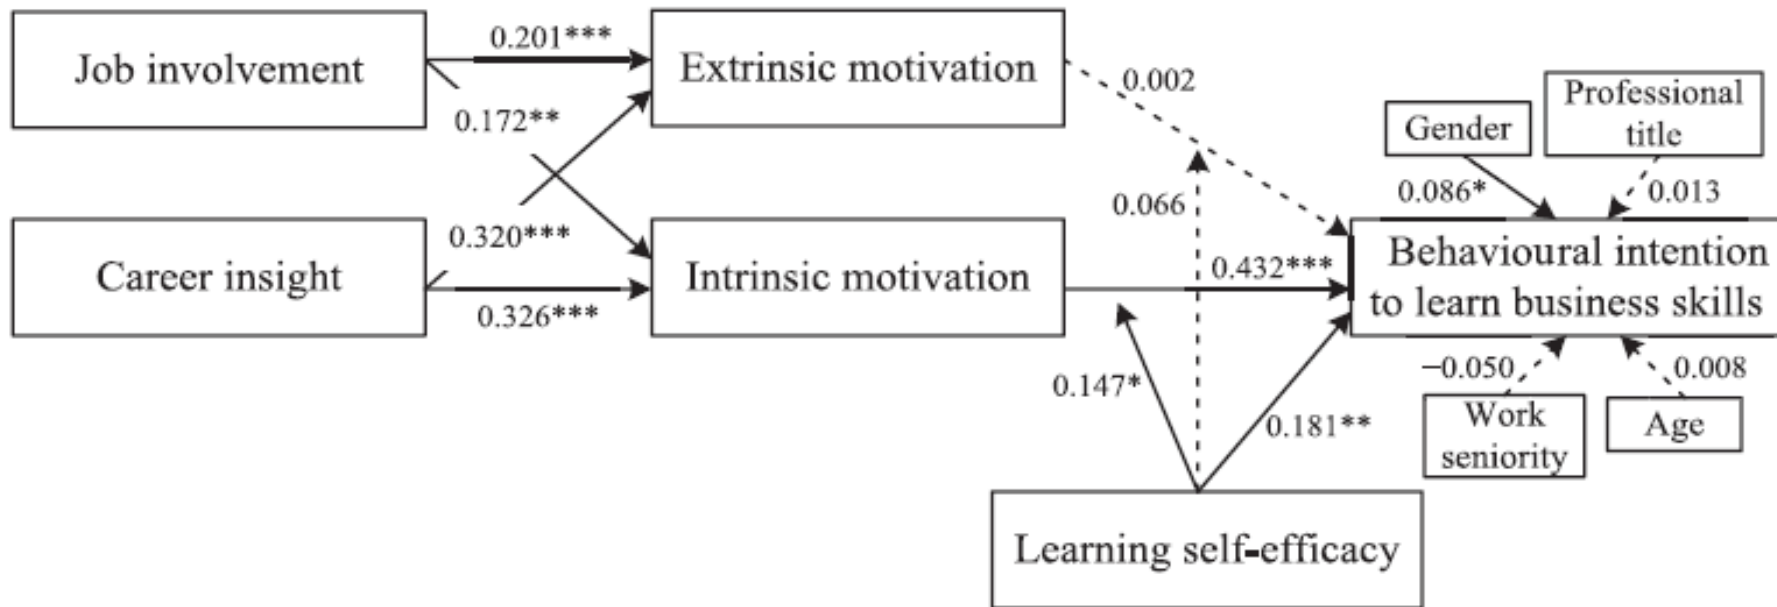 Job involvement
0.201***
Extrinsic motivation
0.002
Gender
Professional
title
0.172**
0.066
0.086*
0.013
Career insight
0.320***
0.326***
Intrinsic motivation
0.432***
Behavioural intention
to learn business skills
0.147*
0.181**
−0.050
0.008
Work
seniority
Age
Learning self-efficacy